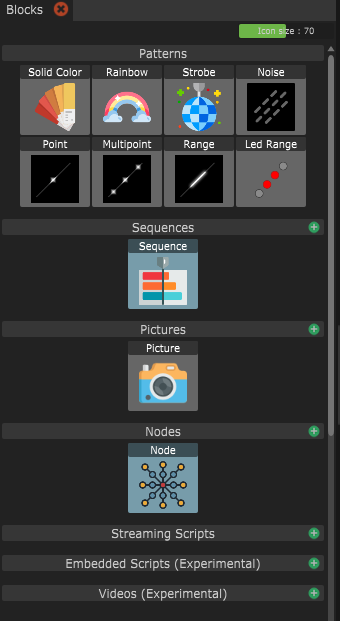 Blocks
Icon size : 70
Patterns
Solid Color Rainbow Strobe Noise
Point Multipoint Range Led Range
Sequences
Sequence
Pictures
Picture
Nodes
Node
Streaming Scripts
Embedded Scripts (Experimental)
Videos (Experimental)